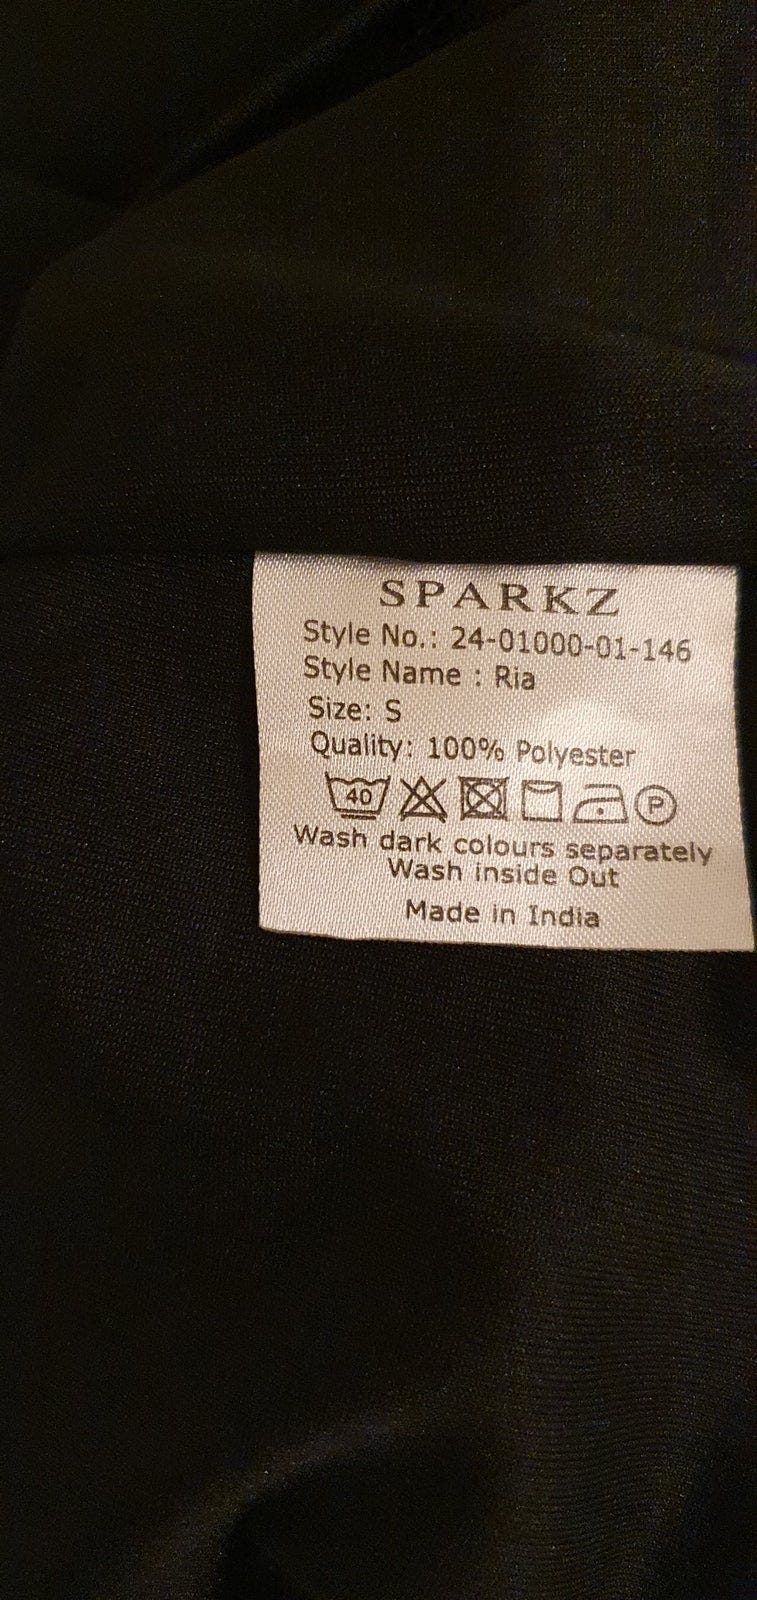 SPARKZ
Style No.: 24-01000-01-146
Style Name : Ria
Size: S
Quality: 100% Polyester
40 P
Wash dark colours separately
Wash inside Out
Made in India